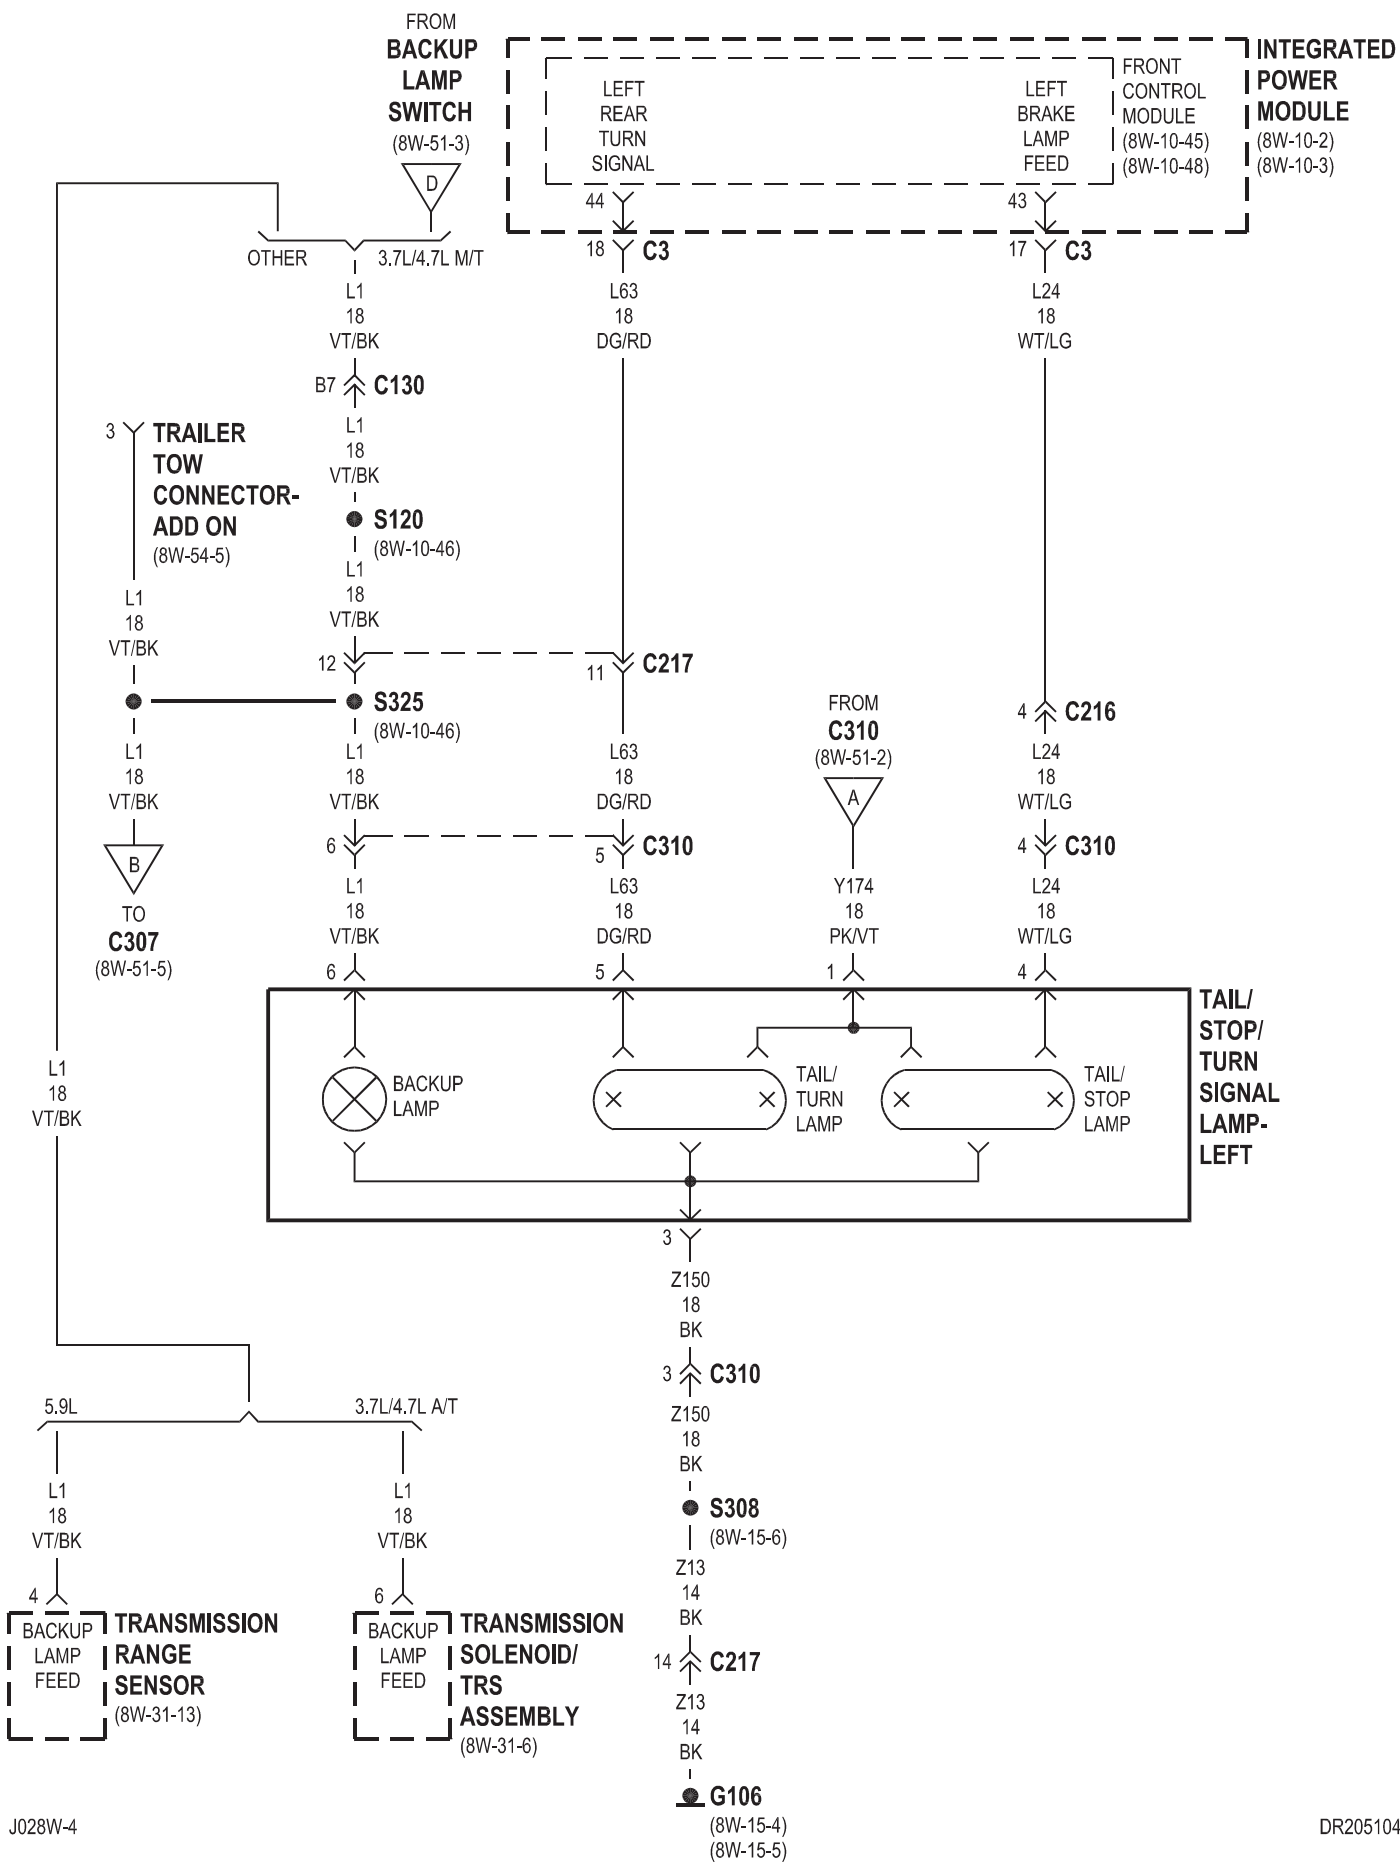 FROM
BACKUP
LAMP
SWITCH
(8W-51-3)
D
OTHER
3.7L/4.7L M/T
INTEGRATED
POWER
MODULE
(8W-10-2)
(8W-10-3)
FRONT
CONTROL
MODULE
(8W-10-45)
(8W-10-48)
LEFT
REAR
TURN
SIGNAL
LEFT
BRAKE
LAMP
FEED
44
43
18 C3
17 C3
L1
18
VT/BK
L63
18
DG/RD
L24
18
WT/LG
B7 C130
L1
18
VT/BK
3 TRAILER
TOW
CONNECTOR-
ADD ON
(8W-54-5)
S120
(8W-10-46)
L1
18
VT/BK
L1
18
VT/BK
12
11 C217
S325
(8W-10-46)
FROM
C310
(8W-51-2)
A
4 C216
L1
18
VT/BK
L1
18
VT/BK
L63
18
DG/RD
L24
18
WT/LG
B
TO
C307
(8W-51-5)
6
5 C310
4 C310
L1
18
VT/BK
L63
18
DG/RD
Y174
18
PK/VT
L24
18
WT/LG
6
5
1
4
TAIL/
STOP/
TURN
SIGNAL
LAMP-
LEFT
BACKUP
LAMP
TAIL/
TURN
LAMP
TAIL/
STOP
LAMP
L1
18
VT/BK
3
Z150
18
BK
3 C310
Z150
18
BK
S308
(8W-15-6)
Z13
14
BK
14 C217
Z13
14
BK
G106
(8W-15-4)
(8W-15-5)
5.9L
3.7L/4.7L A/T
L1
18
VT/BK
L1
18
VT/BK
4
6
BACKUP
LAMP
FEED
TRANSMISSION
RANGE
SENSOR
(8W-31-13)
BACKUP
LAMP
FEED
TRANSMISSION
SOLENOID/
TRS
ASSEMBLY
(8W-31-6)
J028W-4
DR205104